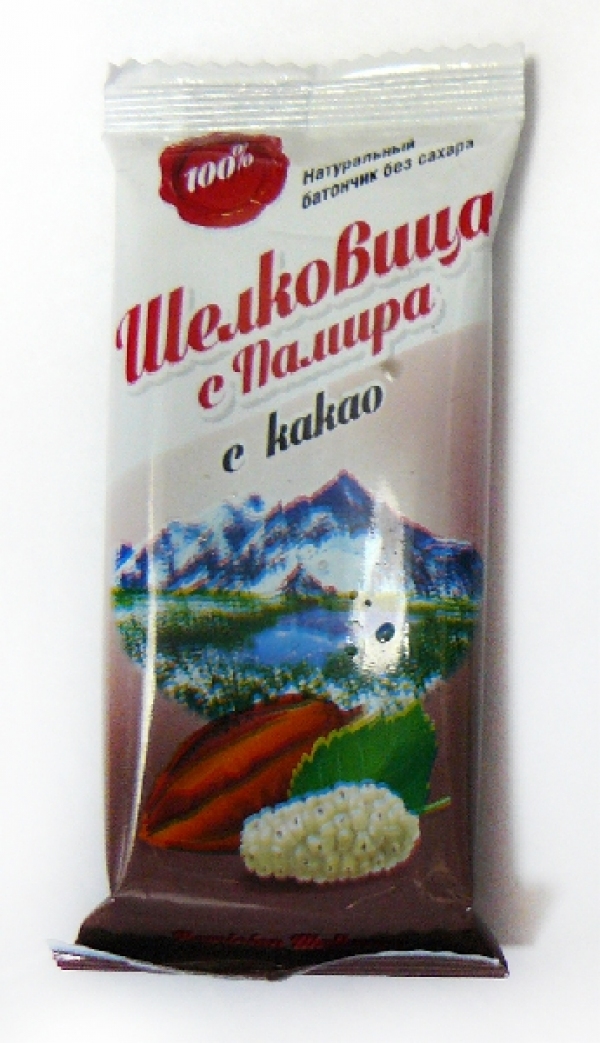 100%
Натуральный
батончик без сахара
Шелковица
с Памира
с какао